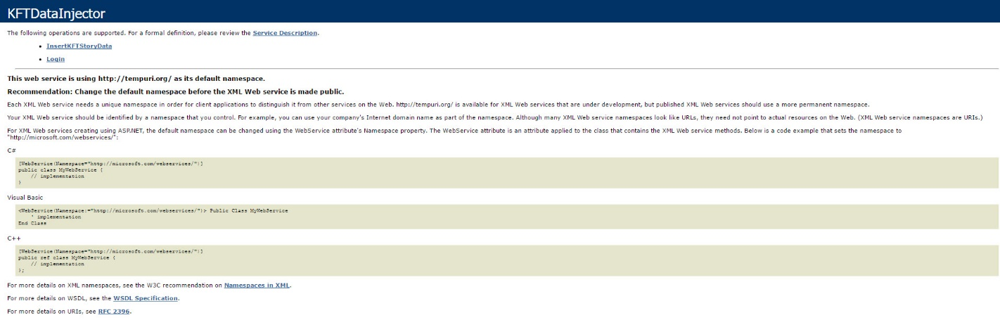 KFTDataInjector
The following operations are supported. For a formal definition, please review the Service Description.
• InsertKFTStoryData
• Login
This web service is using http://tempuri.org/ as its default namespace.
Recommendation: Change the default namespace before the XML Web service is made public.
Each XML Web service needs a unique namespace in order for client applications to distinguish it from other services on the Web. http://tempuri.org/ is available for XML Web services that are under development, but published XML Web services should use a more permanent namespace.
Your XML Web service should be identified by a namespace that you control. For example, you can use your company's Internet domain name as part of the namespace. Although many XML Web service namespaces look like URLs, they need not point to actual resources on the Web. (XML Web service namespaces are URIs.)
For XML Web services creating using ASP.NET, the default namespace can be changed using the WebService attribute's Namespace property. The WebService attribute is an attribute applied to the class that contains the XML Web service methods. Below is a code example that sets the namespace to
"http://microsoft.com/webservices/":
C#
[WebService(Namespace="http://microsoft.com/webservices/")]
public class MyWebService {
    // implementation
}
Visual Basic
<WebService(Namespace:="http://microsoft.com/webservices/")> Public Class MyWebService
    ' implementation
End Class
C++
[WebService(Namespace="http://microsoft.com/webservices/")]
public ref class MyWebService {
    // implementation
};
For more details on XML namespaces, see the W3C recommendation on Namespaces in XML.
For more details on WSDL, see the WSDL Specification.
For more details on URIs, see RFC 2396.